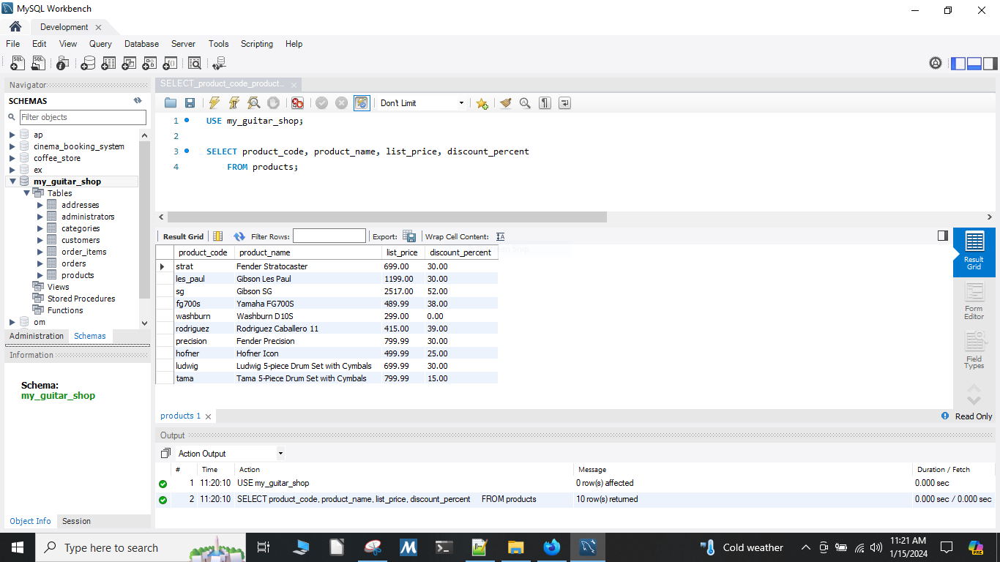 MySQL Workbench
Development
File Edit View Query Database Server Tools Scripting Help
Navigator
SCHEMAS
Filter objects
ap
cinema_booking_system
coffee_store
ex
my_guitar_shop
Tables
addresses
administrators
categories
customers
order_items
orders
products
Views
Stored Procedures
Functions
om
Administration Schemas
Information
Schema:
my_guitar_shop
Object Info Session
SELECT_product_code_product...
Don't Limit
1 USE my_guitar_shop;
2
3 SELECT product_code, product_name, list_price, discount_percent
4 FROM products;
Result Grid Filter Rows: Export: Wrap Cell Content:
product_code product_name list_price discount_percent
strat Fender Stratocaster 699.00 30.00
les_paul Gibson Les Paul 1199.00 30.00
sg Gibson SG 2517.00 52.00
fg700s Yamaha FG700S 489.99 38.00
washburn Washburn D10S 299.00 0.00
rodriguez Rodriguez Caballero 11 415.00 39.00
precision Fender Precision 799.99 30.00
hofner Hofner Icon 499.99 25.00
ludwig Ludwig 5-piece Drum Set with Cymbals 699.99 30.00
tama Tama 5-Piece Drum Set with Cymbals 799.99 15.00
Result
Grid
Form
Editor
Field
Types
products 1
Read Only
Output
Action Output
# Time Action Message Duration / Fetch
1 11:20:10 USE my_guitar_shop 0 row(s) affected 0.000 sec
2 11:20:10 SELECT product_code, product_name, list_price, discount_percent FROM products 10 row(s) returned 0.000 sec / 0.000 sec
Type here to search
Cold weather
11:21 AM
1/15/2024